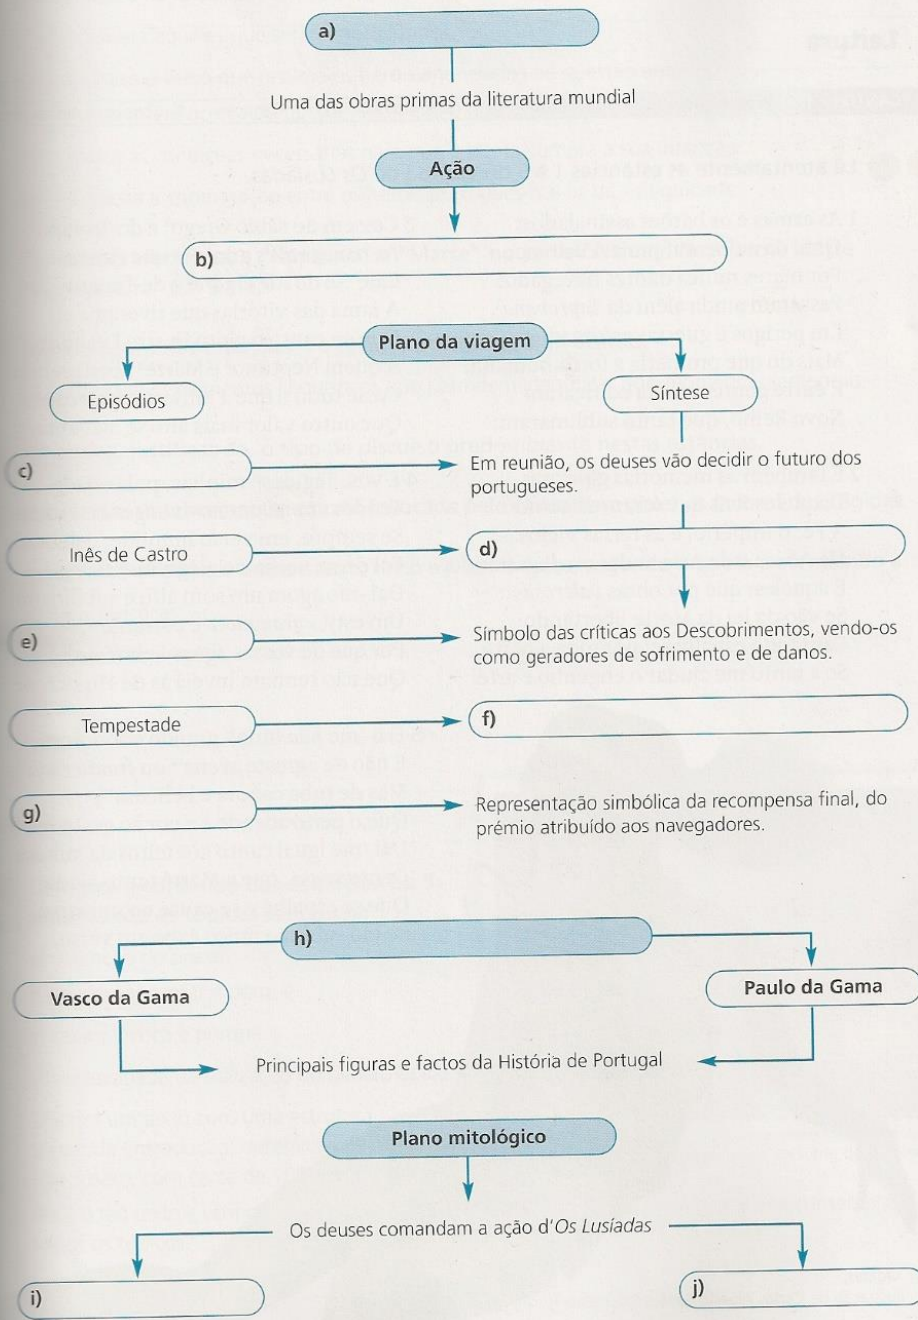 a)
Uma das obras primas da literatura mundial
Ação
b)
Plano da viagem
Episódios
Síntese
c)
Em reunião, os deuses vão decidir o futuro dos
portugueses.
Inês de Castro
d)
e)
Símbolo das críticas aos Descobrimentos, vendo-os
como geradores de sofrimento e de danos.
Tempestade
f)
g)
Representação simbólica da recompensa final, do
prémio atribuído aos navegadores.
h)
Vasco da Gama
Paulo da Gama
Principais figuras e factos da História de Portugal
Plano mitológico
Os deuses comandam a ação d'Os Lusíadas
i)
j)